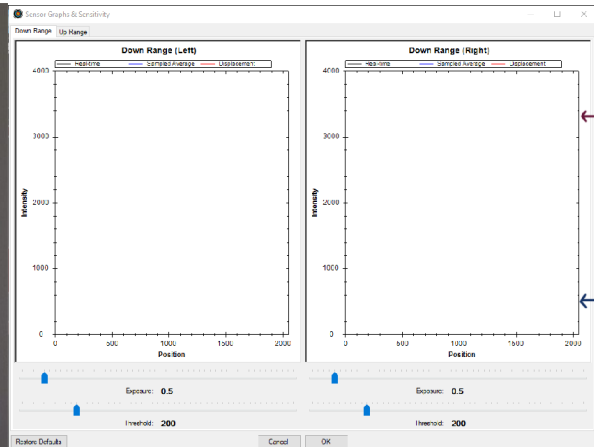 Sensor Graphs & Sensitivity
Down Range Up Range
Down Range (Left)
Real-time Sampled Average Displacement
4000
3000
2000
1000
0
Intensity
0 500 1000 1500 2000
Position
Down Range (Right)
Real-time Sampled Average Displacement
4000
3000
2000
1000
0
Intensity
0 500 1000 1500 2000
Position
Exposure: 0.5
Threshold: 200
Exposure: 0.5
Threshold: 200
Restore Defaults Cancel OK